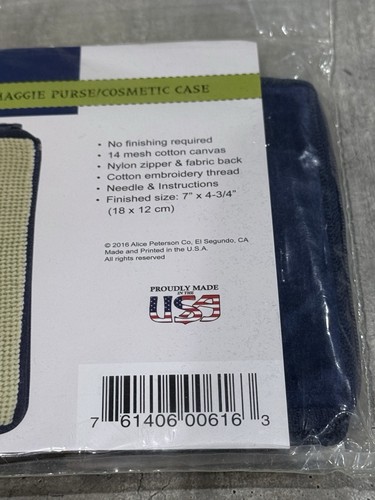 MAGGIE PURSE/COSMETIC CASE
• No finishing required
• 14 mesh cotton canvas
• Nylon zipper & fabric back
• Cotton embroidery thread
• Needle & Instructions
• Finished size: 7" x 4-3/4"
(18 x 12 cm)
© 2016 Alice Peterson Co, El Segundo, CA
Made and Printed in the U.S.A.
All rights reserved
PROUDLY MADE
IN THE
USA
7 61406 00616 3